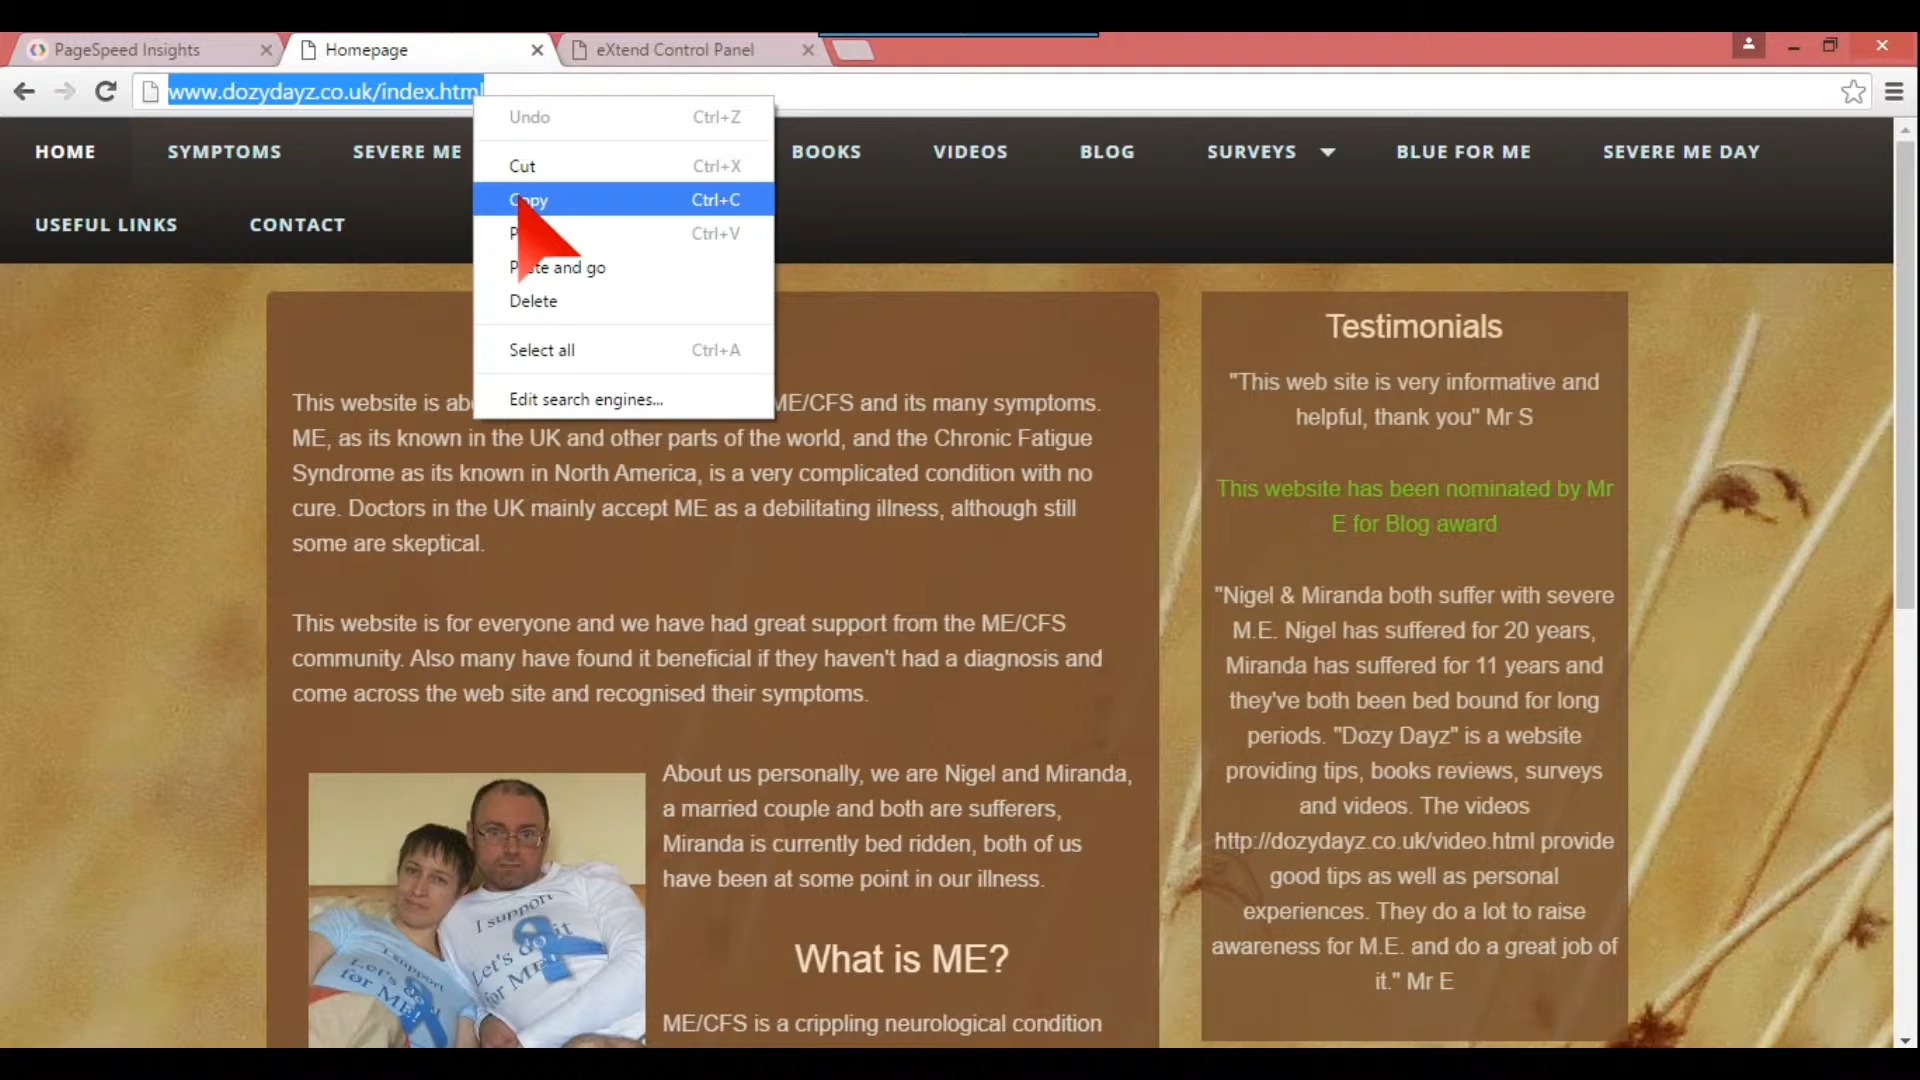 PageSpeed Insights
Homepage
eXtend Control Panel
www.dozydayz.co.uk/index.html
Undo Ctrl+Z
Cut Ctrl+X
Copy Ctrl+C
Ctrl+V
Paste and go
Delete
Select all Ctrl+A
Edit search engines...
HOME SYMPTOMS SEVERE ME BOOKS VIDEOS BLOG SURVEYS BLUE FOR ME SEVERE ME DAY
USEFUL LINKS CONTACT
This website is ME/CFS and its many symptoms.
ME, as its known in the UK and other parts of the world, and the Chronic Fatigue
Syndrome as its known in North America, is a very complicated condition with no
cure. Doctors in the UK mainly accept ME as a debilitating illness, although still
some are skeptical.
This website is for everyone and we have had great support from the ME/CFS
community. Also many have found it beneficial if they haven't had a diagnosis and
come across the web site and recognised their symptoms.
About us personally, we are Nigel and Miranda,
a married couple and both are sufferers,
Miranda is currently bed ridden, both of us
have been at some point in our illness.
What is ME?
ME/CFS is a crippling neurological condition
I support
Let's do it
for ME!
I support
Let's do it
for ME!
Testimonials
"This web site is very informative and
helpful, thank you" Mr S
This website has been nominated by Mr
E for Blog award
"Nigel & Miranda both suffer with severe
M.E. Nigel has suffered for 20 years,
Miranda has suffered for 11 years and
they've both been bed bound for long
periods. "Dozy Dayz" is a website
providing tips, books reviews, surveys
and videos. The videos
http://dozydayz.co.uk/video.html provide
good tips as well as personal
experiences. They do a lot to raise
awareness for M.E. and do a great job of
it." Mr E